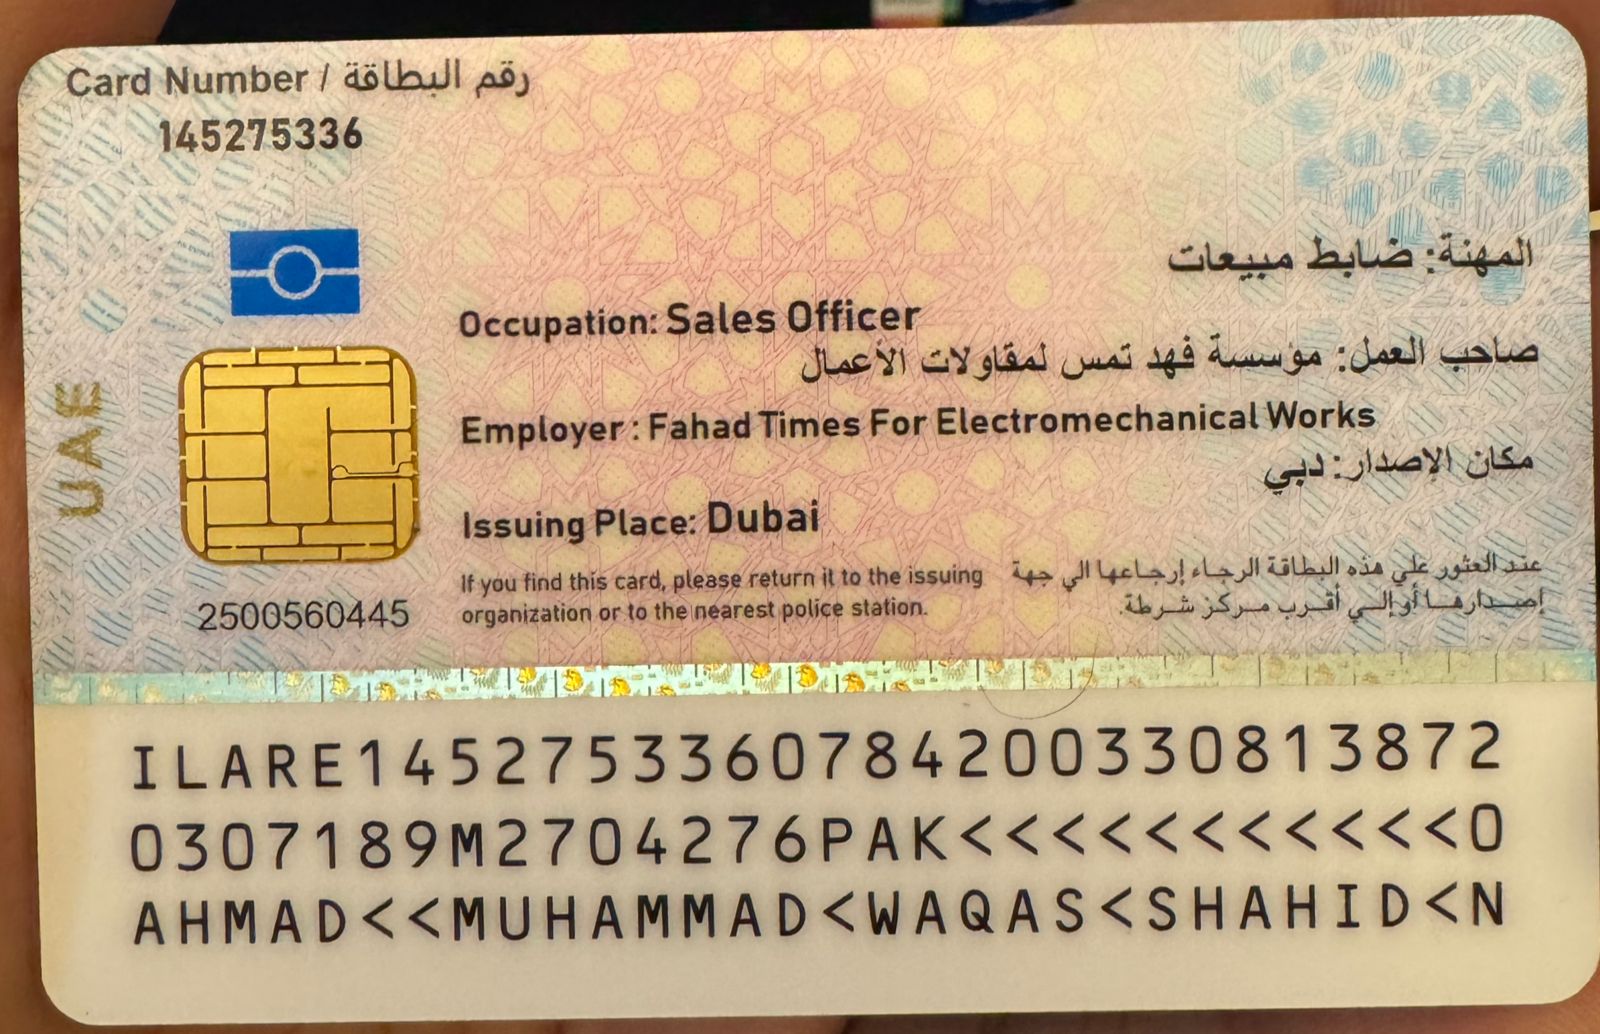 Card Number / رقم البطاقة
145275336
المهنة: ضابط مبيعات
Occupation: Sales Officer
صاحب العمل: مؤسسة فهد تمس لمقاولات الأعمال
Employer : Fahad Times For Electromechanical Works
مكان الإصدار: دبي
Issuing Place: Dubai
UAE
If you find this card, please return it to the issuing
organization or to the nearest police station.
عند العثور علي هذه البطاقة الرجاء إرجاعها الي جهة
إصدارها أو إلي أقرب مركز شرطة.
2500560445
ILARE1452753360784200330813872
0307189M2704276PAK<<<<<<<<<<<0
AHMAD<<MUHAMMAD<WAQAS<SHAHID<N